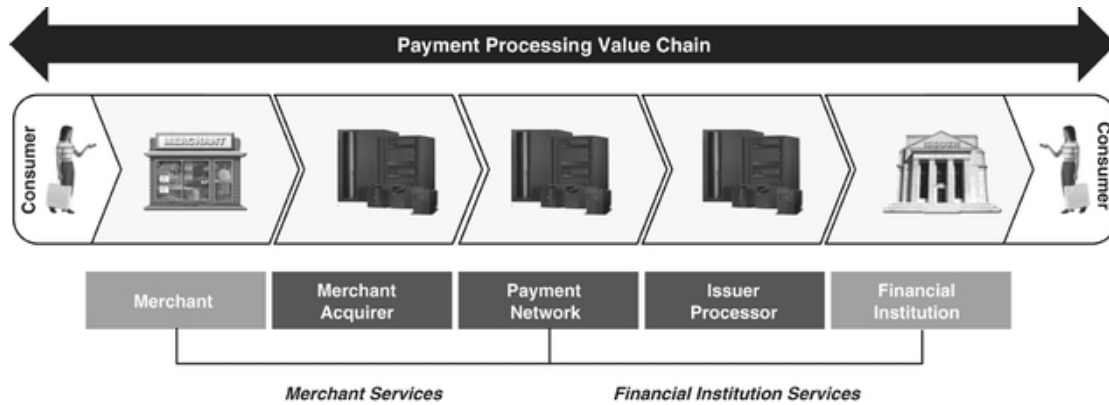 Payment Processing Value Chain
Consumer
MERCHANT
ISSUER
Consumer
Merchant
Merchant
Acquirer
Payment
Network
Issuer
Processor
Financial
Institution
Merchant Services
Financial Institution Services